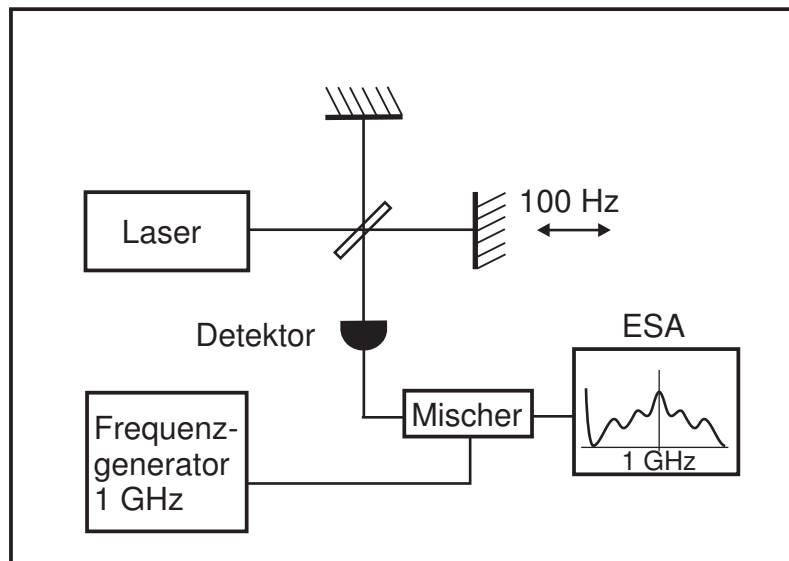 100 Hz
Laser
Detektor
ESA
Mischer
1 GHz
Frequenz-
generator
1 GHz